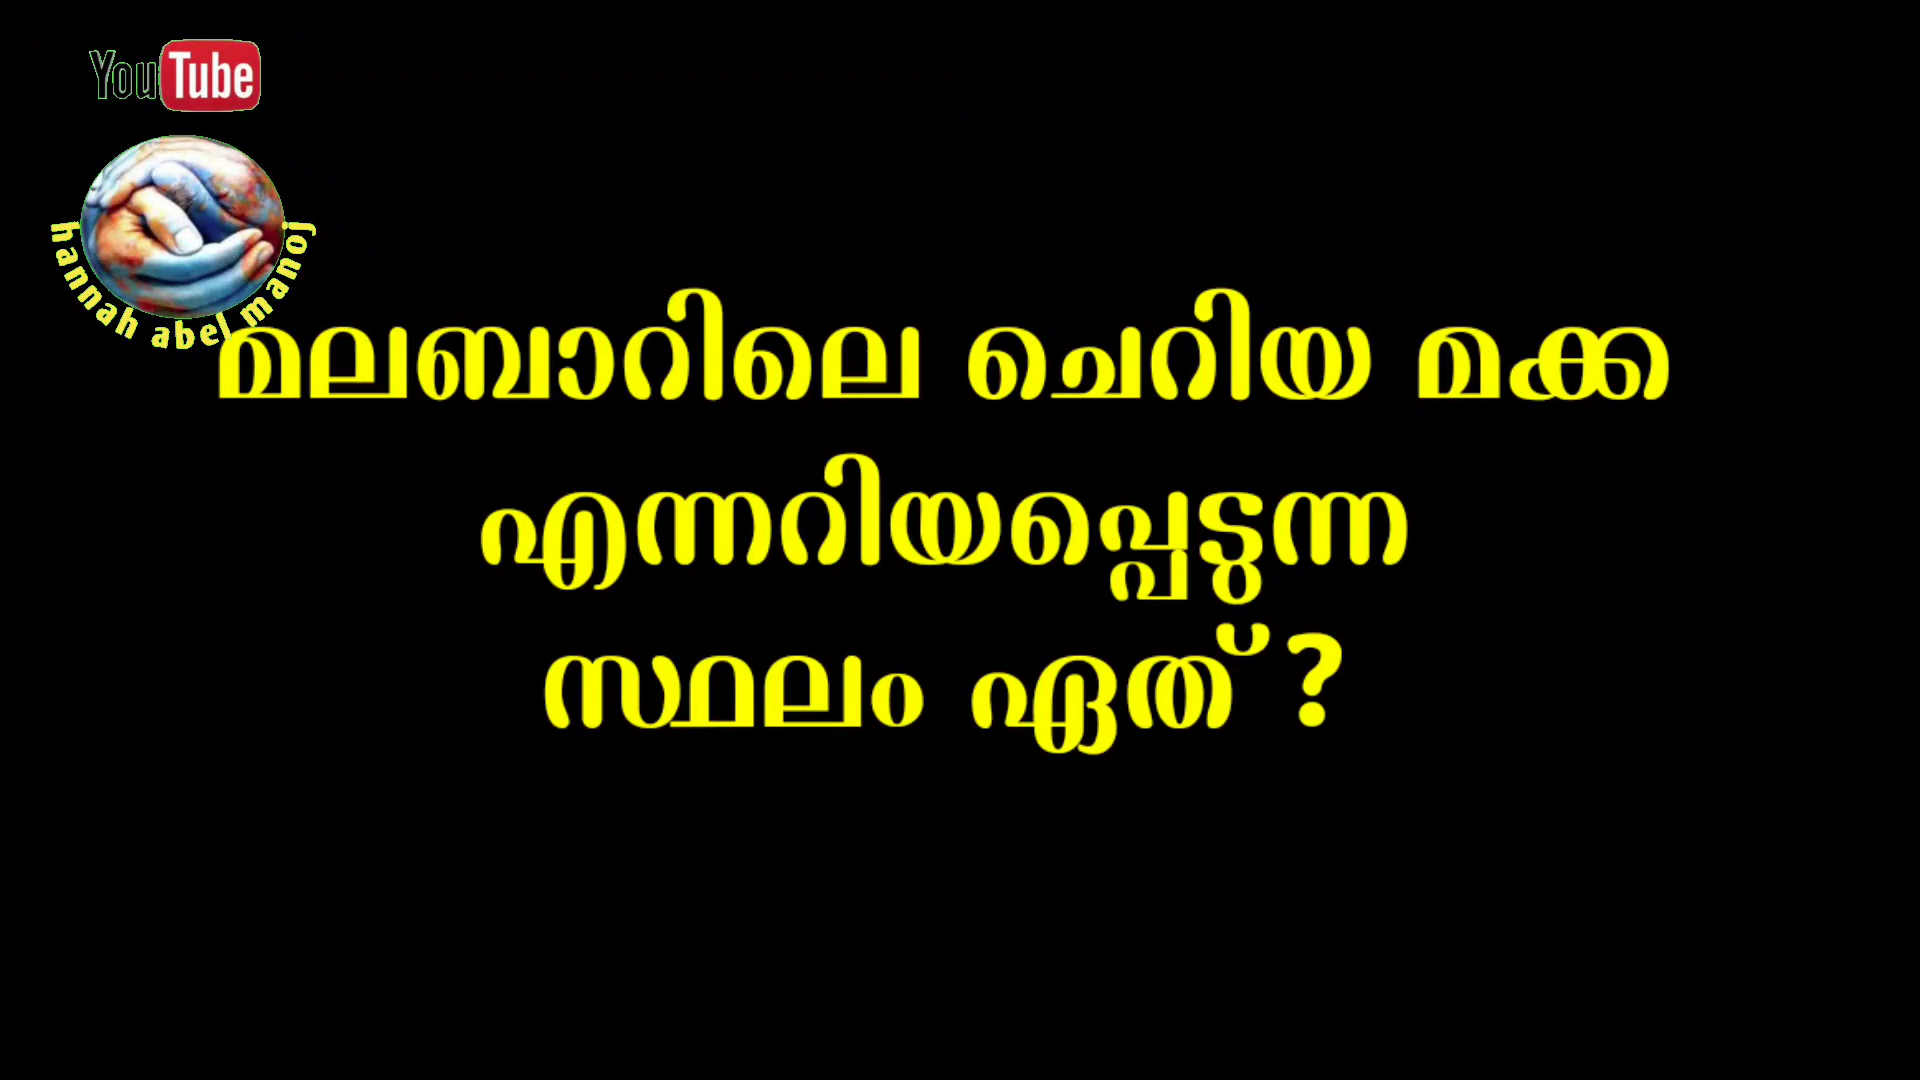 YouTube
hannah abel manoj
മലബാറിലെ ചെറിയ മക്ക
എന്നറിയപ്പെടുന്ന
സ്ഥലം ഏത് ?